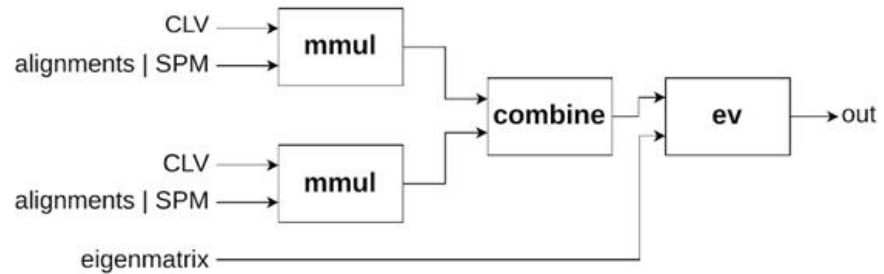 CLV
alignments | SPM
mmul
combine
ev
out
CLV
alignments | SPM
mmul
eigenmatrix